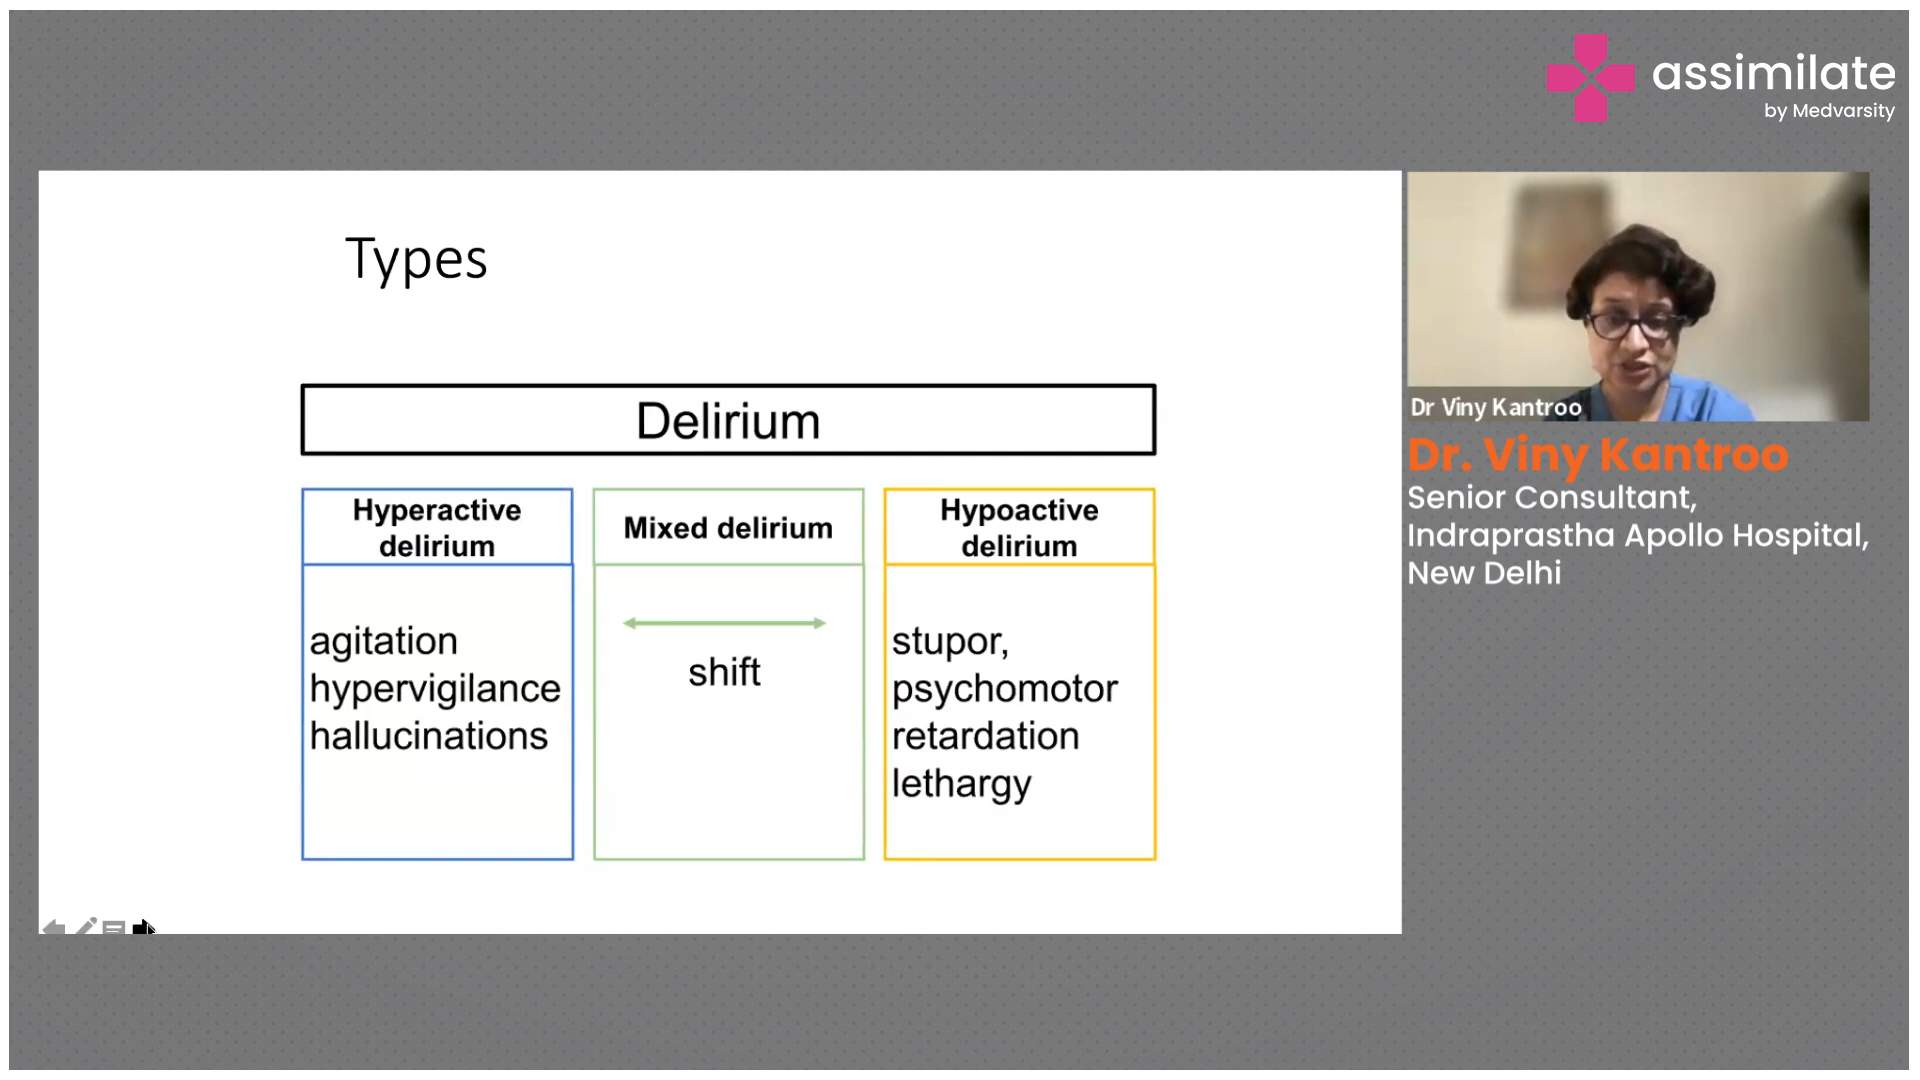 assimilate
by Medvarsity
Types
Delirium
Hyperactive
delirium
agitation
hypervigilance
hallucinations
Mixed delirium
shift
Hypoactive
delirium
stupor,
psychomotor
retardation
lethargy
Dr Viny Kantroo
Dr. Viny Kantroo
Senior Consultant,
Indraprastha Apollo Hospital,
New Delhi